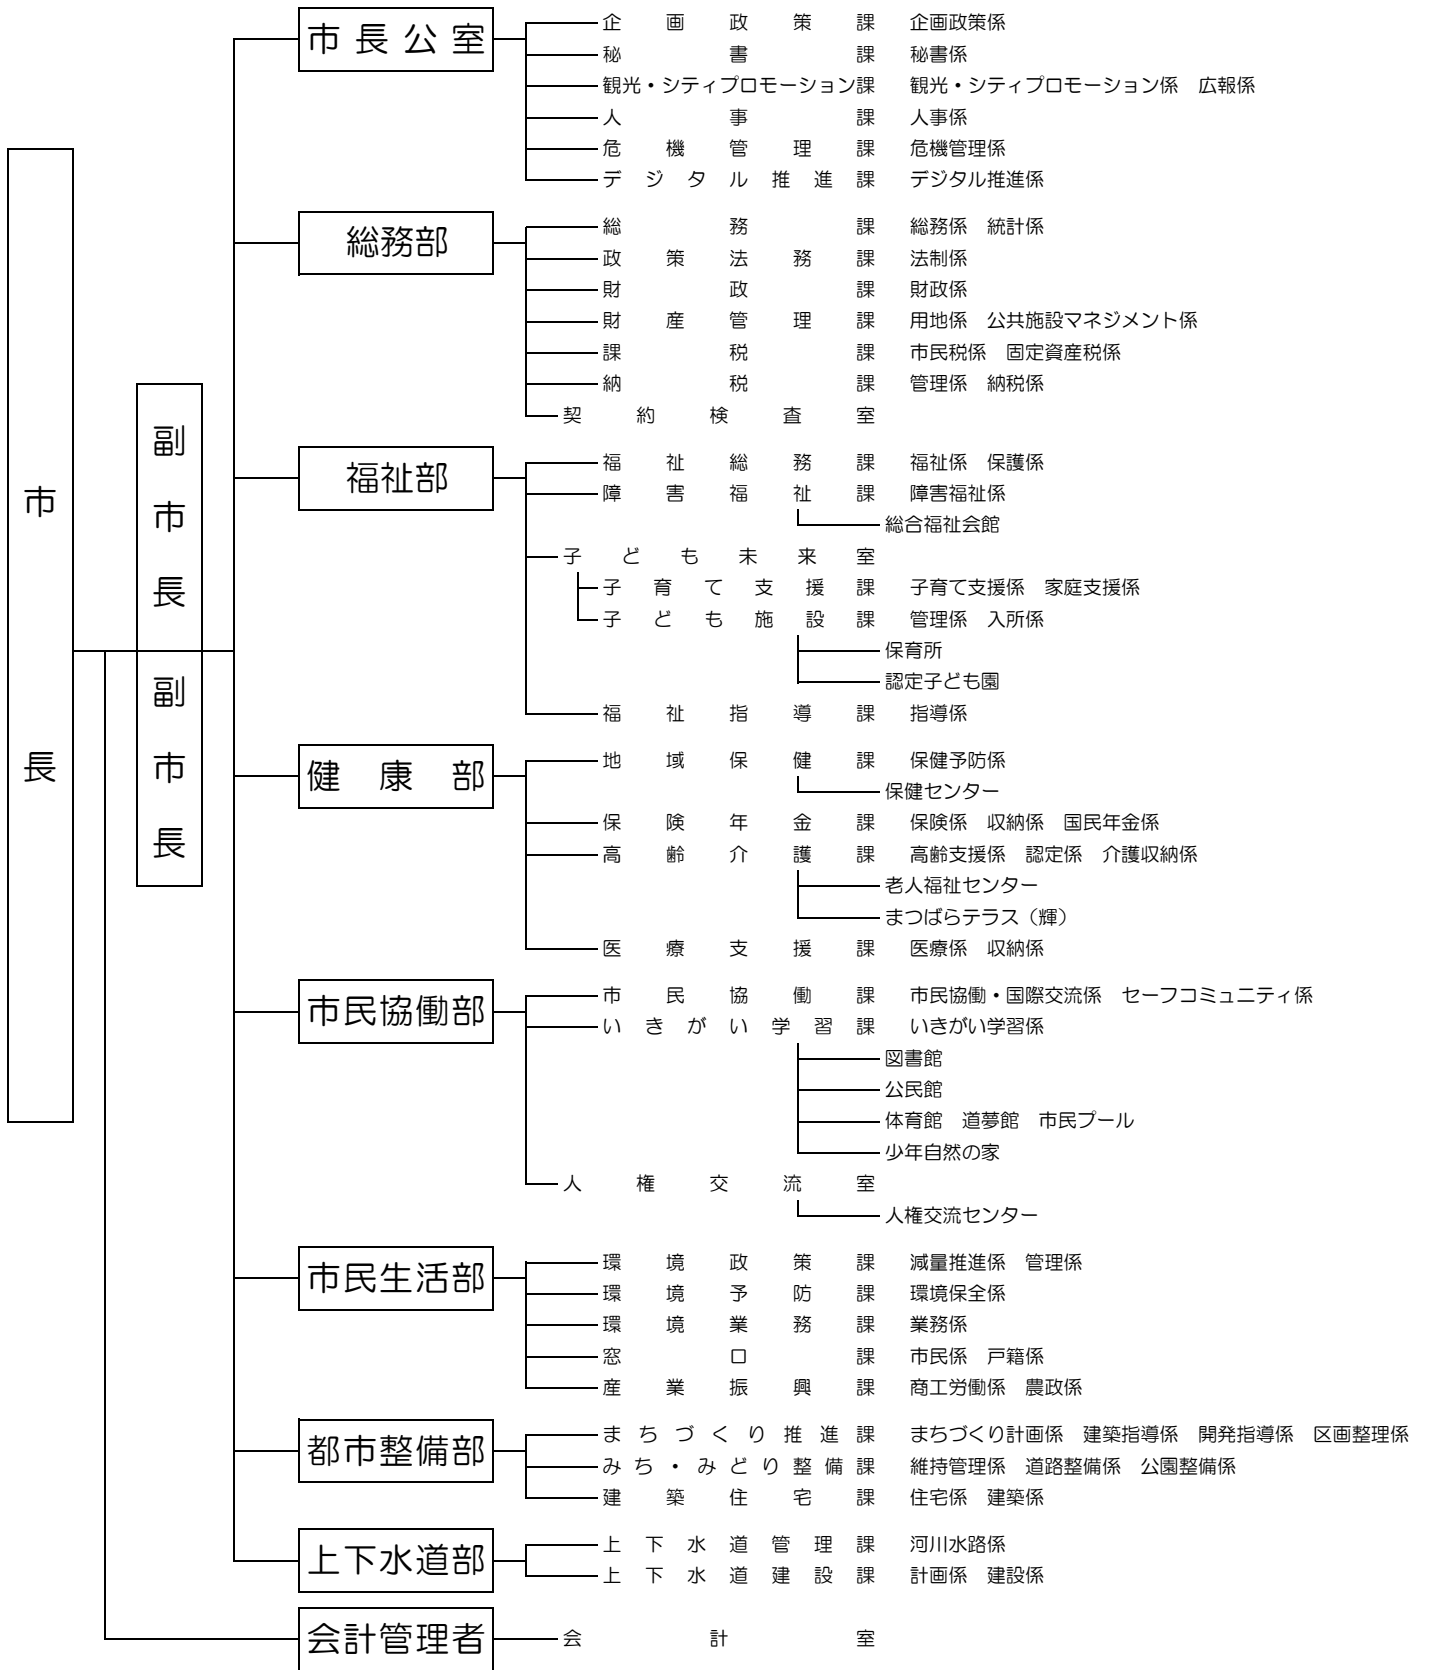 市長
副市長
副市長
市長公室
企画政策課 企画政策係
秘書課 秘書係
観光・シティプロモーション課 観光・シティプロモーション係 広報係
人事課 人事係
危機管理課 危機管理係
デジタル推進課 デジタル推進係
総務部
総務課 総務係 統計係
政策法務課 法制係
財政課 財政係
財産管理課 用地係 公共施設マネジメント係
課税課 市民税係 固定資産税係
納税課 管理係 納税係
契約検査室
福祉部
福祉総務課 福祉係 保護係
障害福祉課 障害福祉係
総合福祉会館
子ども未来室
子育て支援課 子育て支援係 家庭支援係
子ども施設課 管理係 入所係
保育所
認定子ども園
福祉指導課 指導係
健康部
地域保健課 保健予防係
保健センター
保険年金課 保険係 収納係 国民年金係
高齢介護課 高齢支援係 認定係 介護収納係
老人福祉センター
まつばらテラス（輝）
医療支援課 医療係 収納係
市民協働部
市民協働課 市民協働・国際交流係 セーフコミュニティ係
いきがい学習課 いきがい学習係
図書館
公民館
体育館 道夢館 市民プール
少年自然の家
人権交流室
人権交流センター
市民生活部
環境政策課 減量推進係 管理係
環境予防課 環境保全係
環境業務課 業務係
窓口課 市民係 戸籍係
産業振興課 商工労働係 農政係
都市整備部
まちづくり推進課 まちづくり計画係 建築指導係 開発指導係 区画整理係
みち・みどり整備課 維持管理係 道路整備係 公園整備係
建築住宅課 住宅係 建築係
上下水道部
上下水道管理課 河川水路係
上下水道建設課 計画係 建設係
会計管理者
会計室